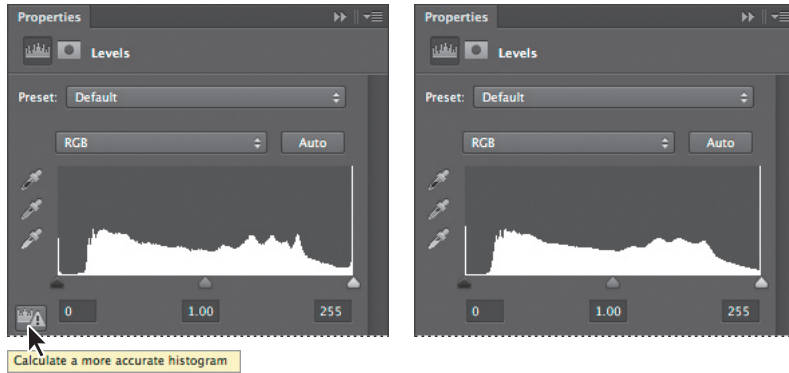 Properties
Levels
Preset: Default
RGB Auto
0 1.00 255
Calculate a more accurate histogram
Properties
Levels
Preset: Default
RGB Auto
0 1.00 255